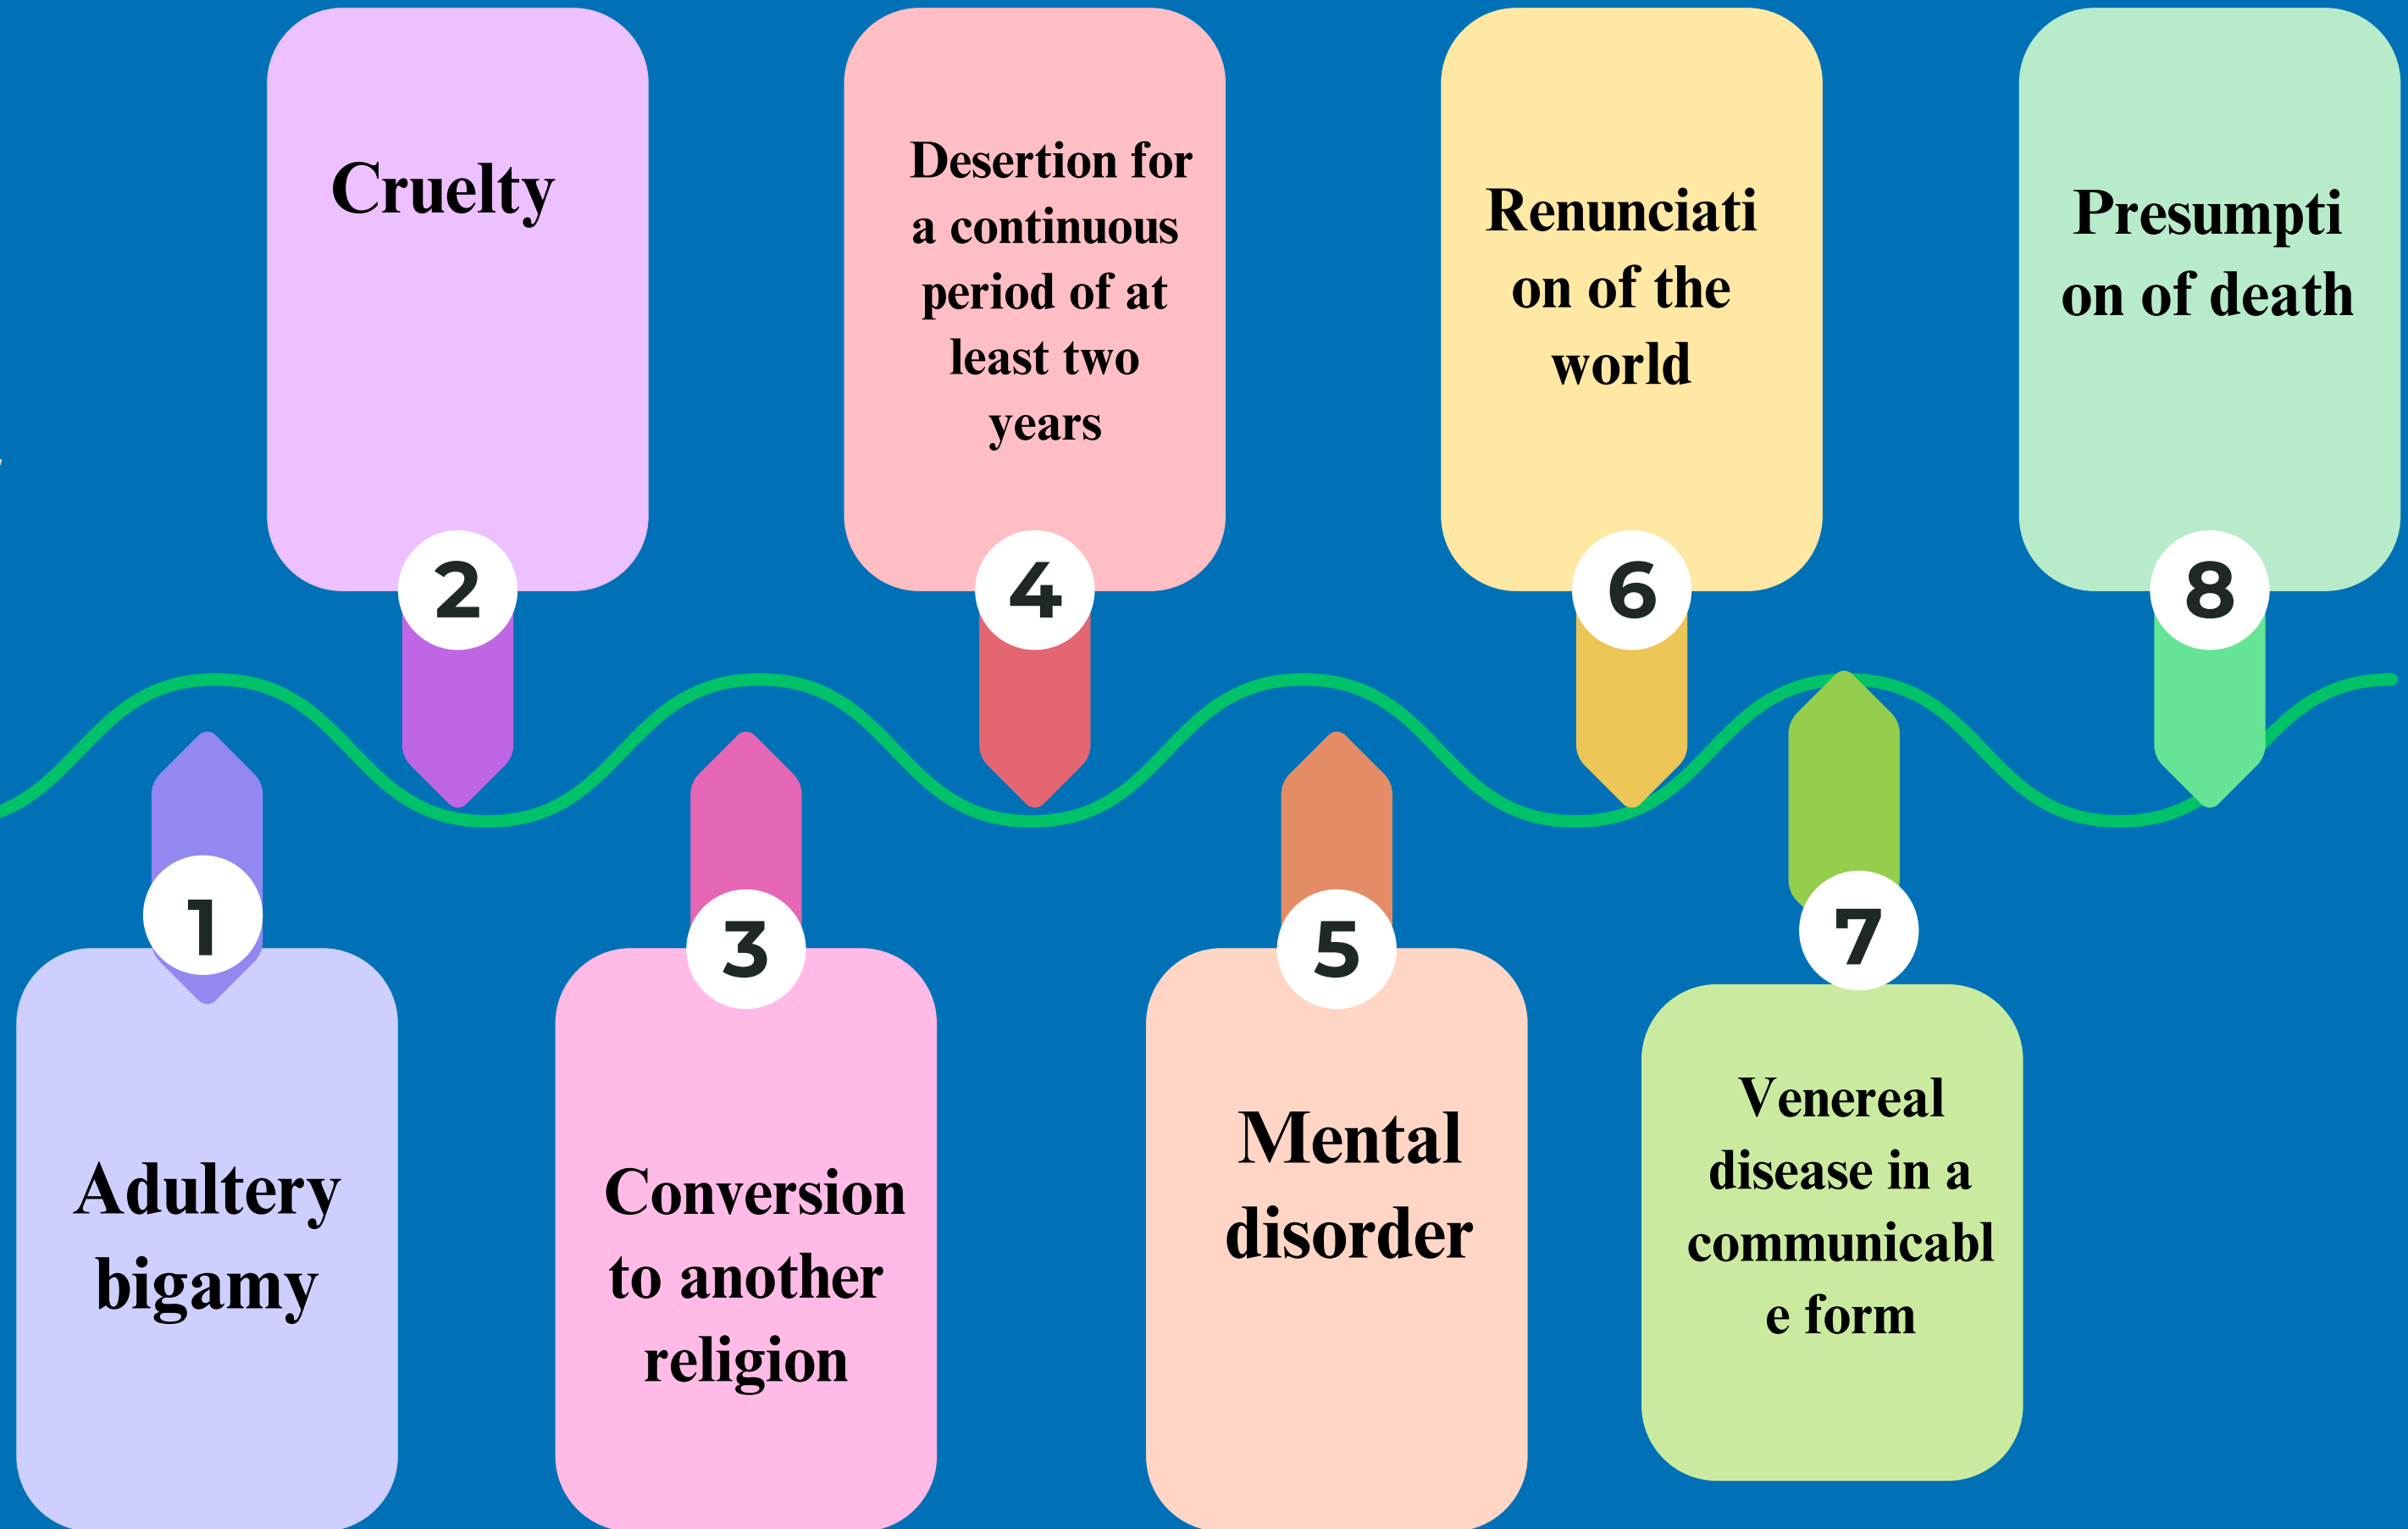 1
Adultery
bigamy
2
Cruelty
3
Conversion
to another
religion
4
Desertion for
a continuous
period of at
least two
years
5
Mental
disorder
6
Renunciati
on of the
world
7
Venereal
disease in a
communicabl
e form
8
Presumpti
on of death